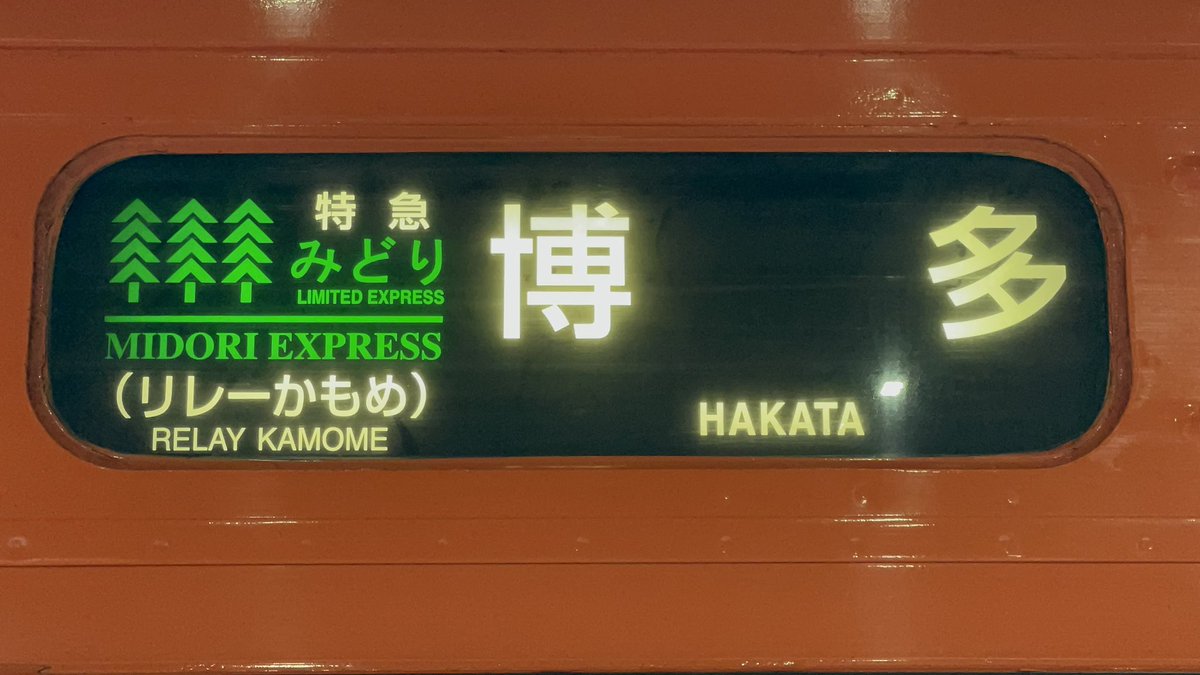 特急
みどり
LIMITED EXPRESS
MIDORI EXPRESS
(リレーかもめ)
RELAY KAMOME
博多
HAKATA